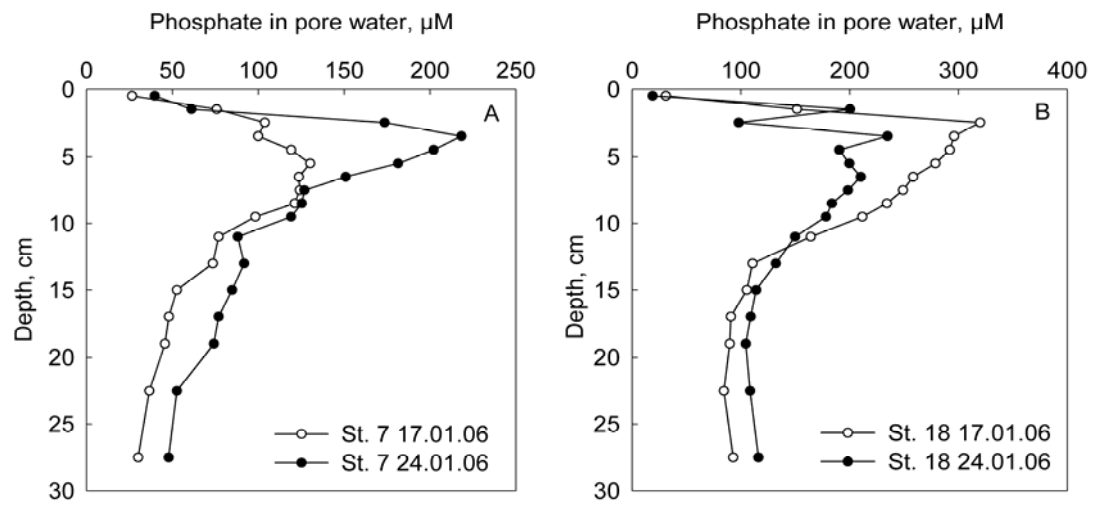 Phosphate in pore water, µM
0 50 100 150 200 250
0
5
10
15
20
25
30
Depth, cm
A
St. 7 17.01.06
St. 7 24.01.06
Phosphate in pore water, µM
0 100 200 300 400
0
5
10
15
20
25
30
Depth, cm
B
St. 18 17.01.06
St. 18 24.01.06